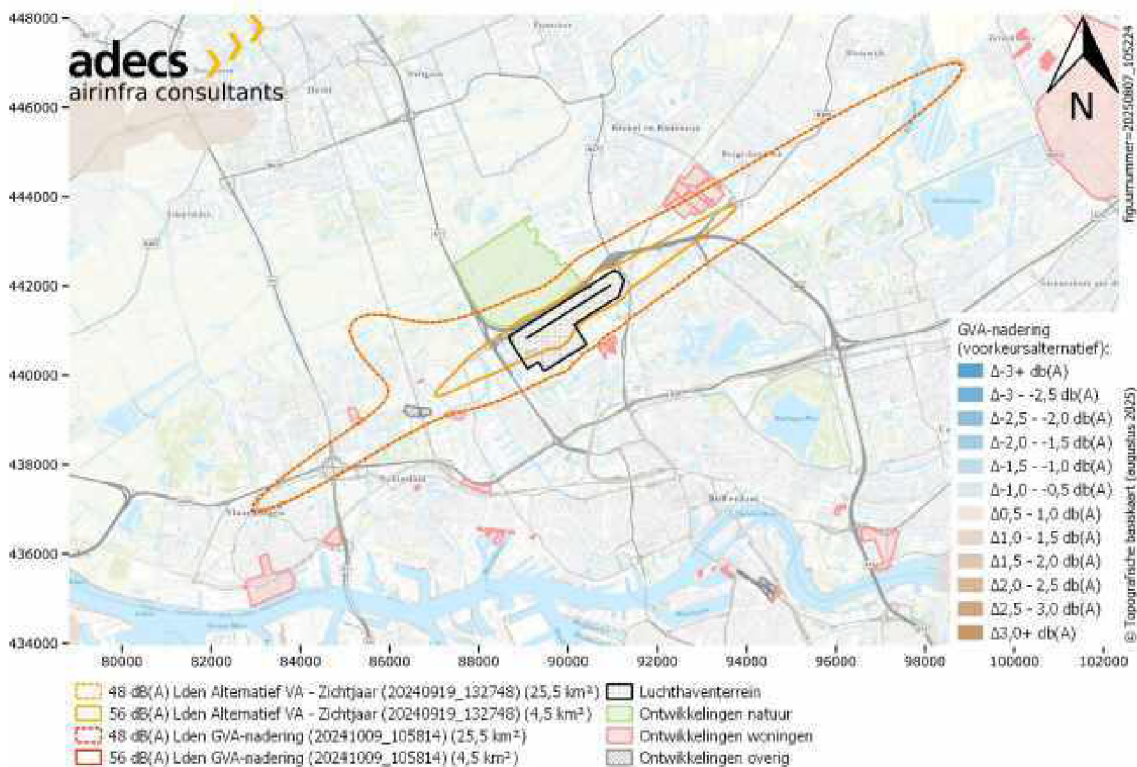 adecs
airinfra consultants
N
figuurnummer=20250807_105224
© Topografische basiskaart (augustus 2025)
448000
446000
444000
442000
440000
438000
436000
434000
80000
82000
84000
86000
88000
90000
92000
94000
96000
98000
100000
102000
GVA-nadering
(voorkeursalternatief):
Δ-3+ db(A)
Δ-3 - -2,5 db(A)
Δ-2,5 - -2,0 db(A)
Δ-2,0 - -1,5 db(A)
Δ-1,5 - -1,0 db(A)
Δ-1,0 - -0,5 db(A)
Δ0,5 - 1,0 db(A)
Δ1,0 - 1,5 db(A)
Δ1,5 - 2,0 db(A)
Δ2,0 - 2,5 db(A)
Δ2,5 - 3,0 db(A)
Δ3,0+ db(A)
48 dB(A) Lden Alternatief VA - Zichtjaar (20240919_132748) (25,5 km²)
56 dB(A) Lden Alternatief VA - Zichtjaar (20240919_132748) (4,5 km²)
48 dB(A) Lden GVA-nadering (20241009_105814) (25,5 km²)
56 dB(A) Lden GVA-nadering (20241009_105814) (4,5 km²)
Luchthaventerrein
Ontwikkelingen natuur
Ontwikkelingen woningen
Ontwikkelingen overig